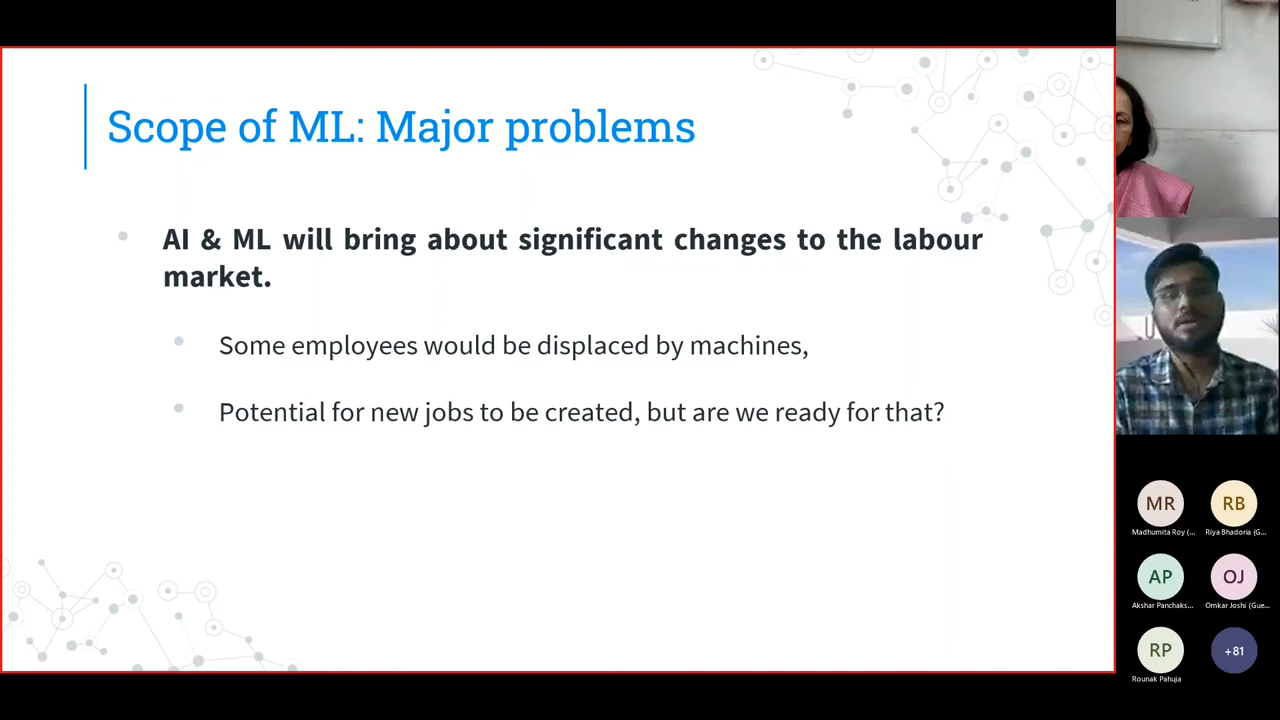 Scope of ML: Major problems
AI & ML will bring about significant changes to the labour
market.
Some employees would be displaced by machines,
Potential for new jobs to be created, but are we ready for that?
MR
RB
Madhumita Roy (...
Riya Bhadoria (G...
AP
OJ
Akshar Panchaks...
Omkar Joshi (Gue...
RP
+81
Rounak Pahuja